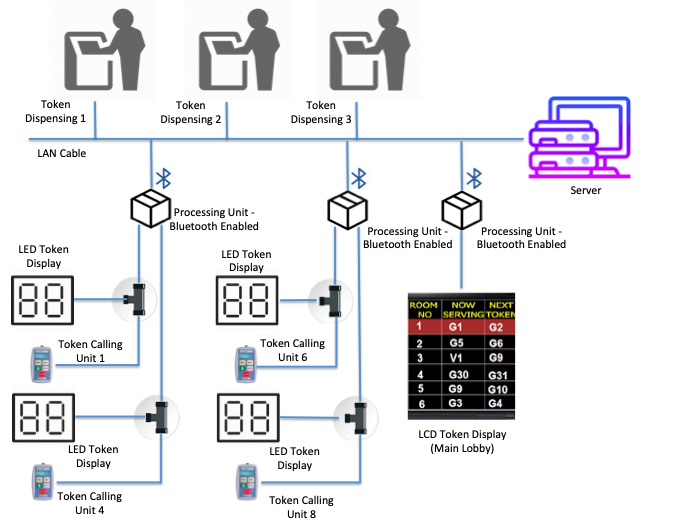 Token
Dispensing 1
Token
Dispensing 2
Token
Dispensing 3
LAN Cable
Server
Processing Unit -
Bluetooth Enabled
Processing Unit -
Bluetooth Enabled
Processing Unit -
Bluetooth Enabled
LED Token
Display
88
LED Token
Display
88
Token Calling
Unit 1
Token Calling
Unit 6
ROOM NO NOW SERVING NEXT TOKEN
1 G1 G2
2 G5 G6
3 V1 G9
4 G30 G31
5 G9 G10
6 G3 G4
LCD Token Display
(Main Lobby)
88
LED Token
Display
88
LED Token
Display
Token Calling
Unit 4
Token Calling
Unit 8